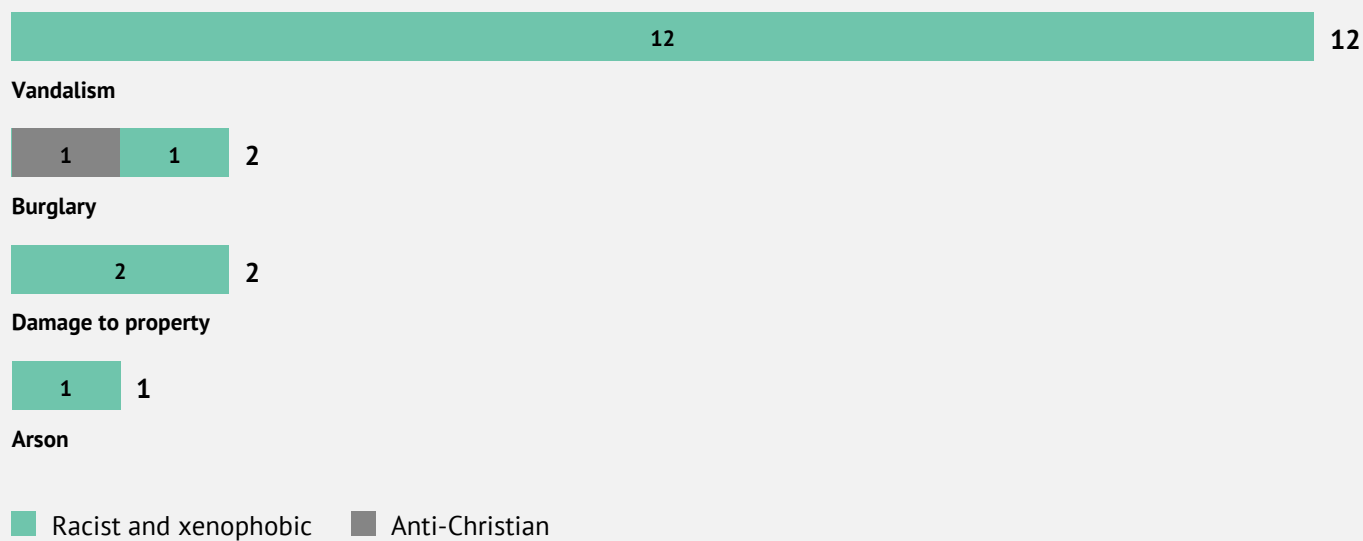 12 12
Vandalism
1 1 2
Burglary
2 2
Damage to property
1 1
Arson
Racist and xenophobic Anti-Christian